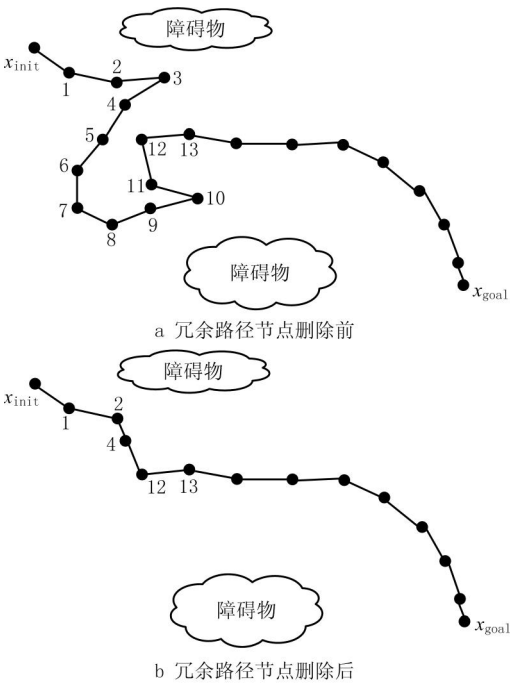 障碍物
x_init
1
2
3
4
5
6
7
8
9
10
11
12
13
障碍物
x_goal
a 冗余路径节点删除前
障碍物
x_init
1
2
4
12
13
障碍物
x_goal
b 冗余路径节点删除后